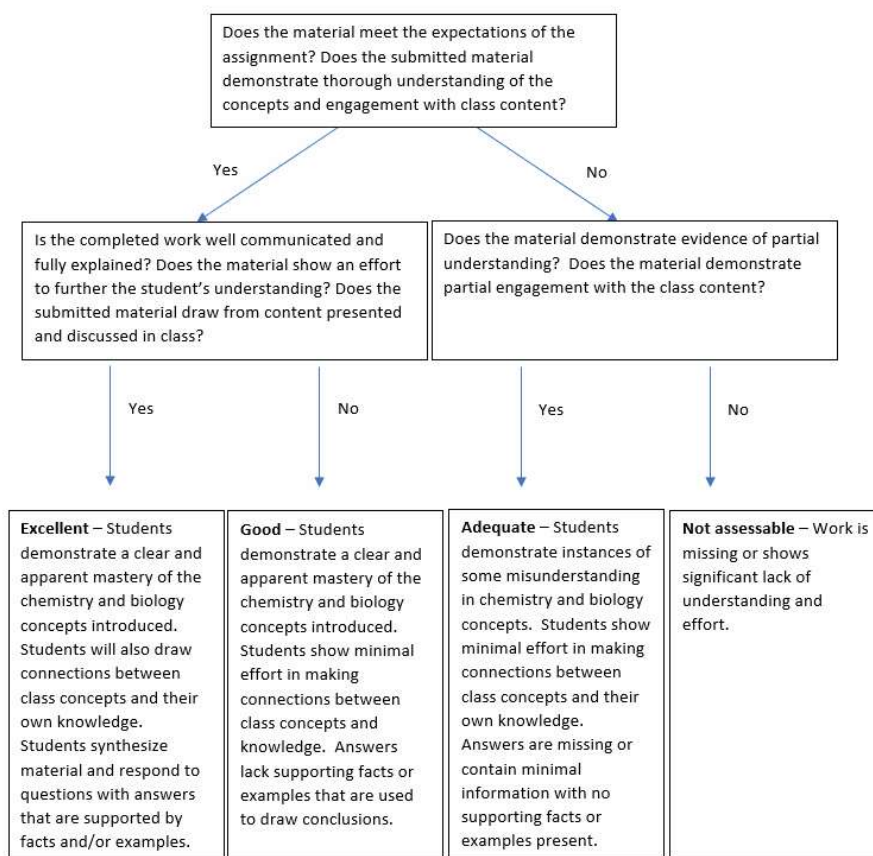 Does the material meet the expectations of the
assignment? Does the submitted material
demonstrate thorough understanding of the
concepts and engagement with class content?
Yes
No
Is the completed work well communicated and
fully explained? Does the material show an effort
to further the student's understanding? Does the
submitted material draw from content presented
and discussed in class?
Does the material demonstrate evidence of partial
understanding?  Does the material demonstrate
partial engagement with the class content?
Yes
No
Yes
No
Excellent – Students
demonstrate a clear and
apparent mastery of the
chemistry and biology
concepts introduced.
Students will also draw
connections between
class concepts and their
own knowledge.
Students synthesize
material and respond to
questions with answers
that are supported by
facts and/or examples.
Good – Students
demonstrate a clear and
apparent mastery of the
chemistry and biology
concepts introduced.
Students show minimal
effort in making
connections between
class concepts and
knowledge.  Answers
lack supporting facts or
examples that are used
to draw conclusions.
Adequate – Students
demonstrate instances of
some misunderstanding
in chemistry and biology
concepts.  Students show
minimal effort in making
connections between
class concepts and their
own knowledge.
Answers are missing or
contain minimal
information with no
supporting facts or
examples present.
Not assessable – Work is
missing or shows
significant lack of
understanding and
effort.